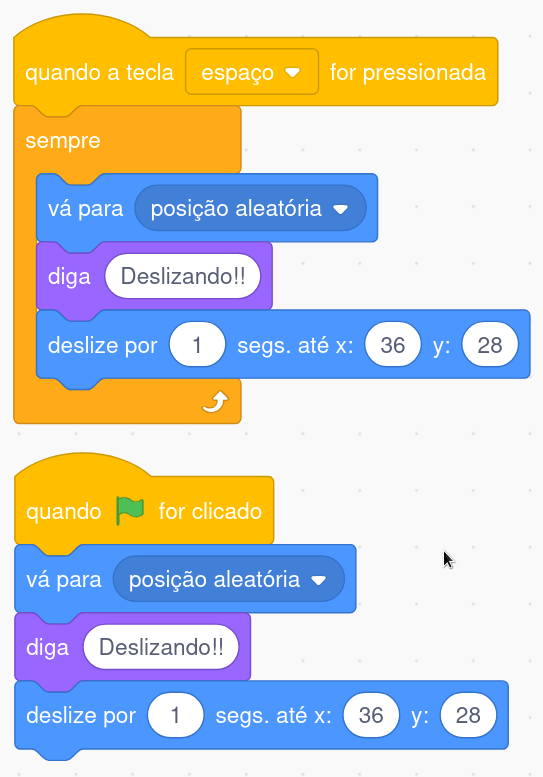 quando a tecla espaço for pressionada
sempre
vá para posição aleatória
diga Deslizando!!
deslize por 1 segs. até x: 36 y: 28
quando for clicado
vá para posição aleatória
diga Deslizando!!
deslize por 1 segs. até x: 36 y: 28